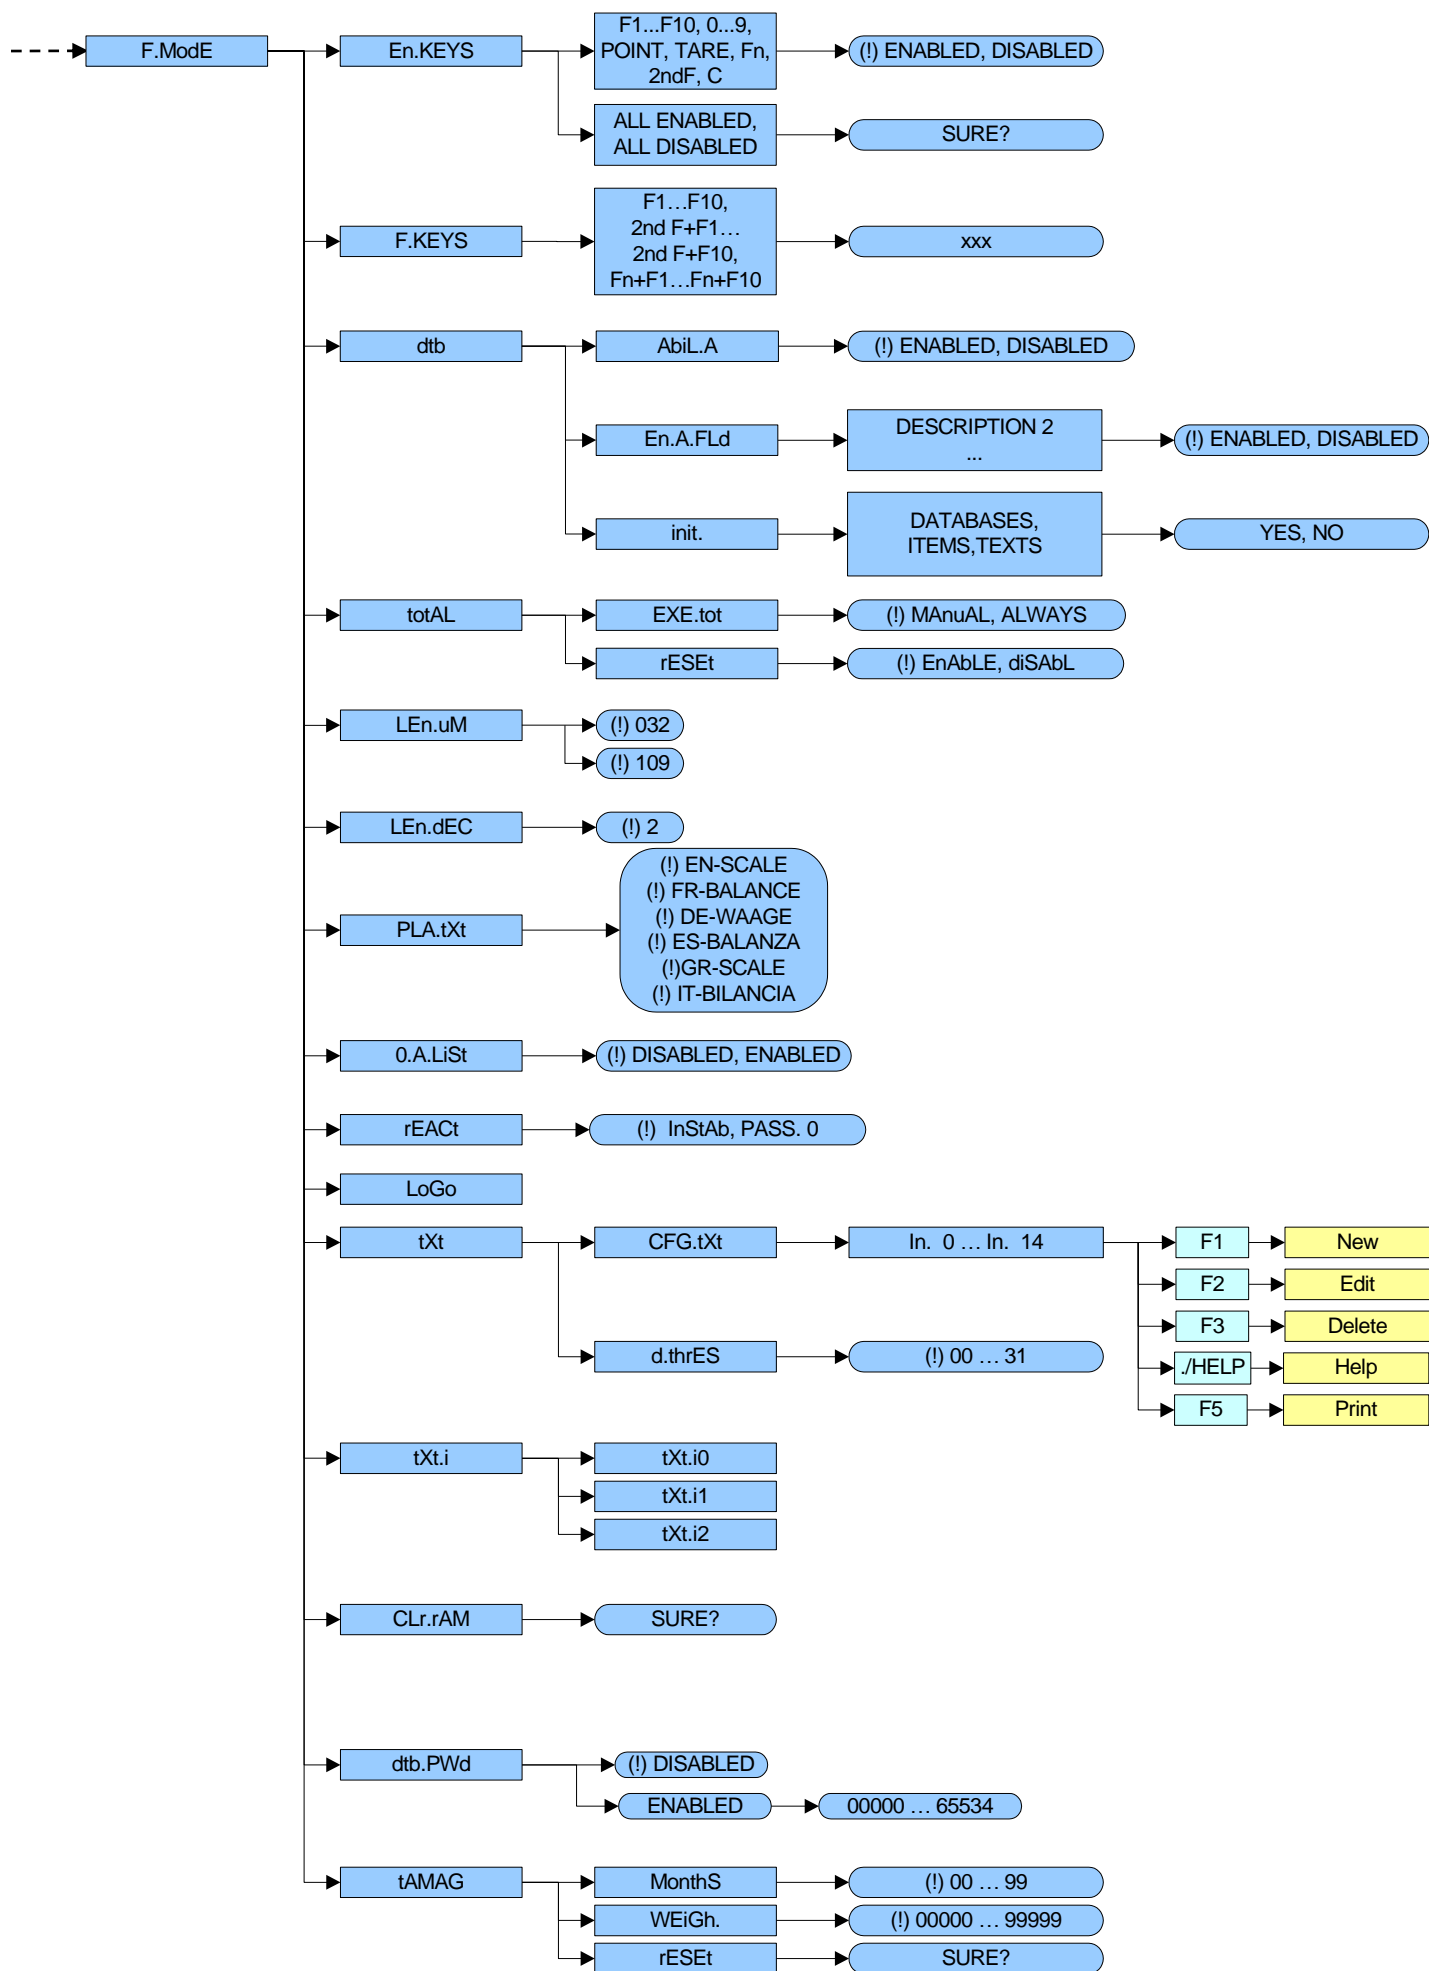 F.ModE
En.KEYS
F1...F10, 0...9,
POINT, TARE, Fn,
2ndF, C
(!) ENABLED, DISABLED
ALL ENABLED,
ALL DISABLED
SURE?
F.KEYS
F1…F10,
2nd F+F1…
2nd F+F10,
Fn+F1…Fn+F10
xxx
dtb
AbiL.A
(!) ENABLED, DISABLED
En.A.FLd
DESCRIPTION 2
...
(!) ENABLED, DISABLED
init.
DATABASES,
ITEMS,TEXTS
YES, NO
totAL
EXE.tot
(!) MAnuAL, ALWAYS
rESEt
(!) EnAbLE, diSAbL
LEn.uM
(!) 032
(!) 109
LEn.dEC
(!) 2
PLA.tXt
(!) EN-SCALE
(!) FR-BALANCE
(!) DE-WAAGE
(!) ES-BALANZA
(!)GR-SCALE
(!) IT-BILANCIA
0.A.LiSt
(!) DISABLED, ENABLED
rEACt
(!)  InStAb, PASS. 0
LoGo
tXt
CFG.tXt
In.  0 … In.  14
F1
New
F2
Edit
F3
Delete
./HELP
Help
F5
Print
d.thrES
(!) 00 … 31
tXt.i
tXt.i0
tXt.i1
tXt.i2
CLr.rAM
SURE?
dtb.PWd
(!) DISABLED
ENABLED
00000 … 65534
tAMAG
MonthS
(!) 00 … 99
WEiGh.
(!) 00000 … 99999
rESEt
SURE?